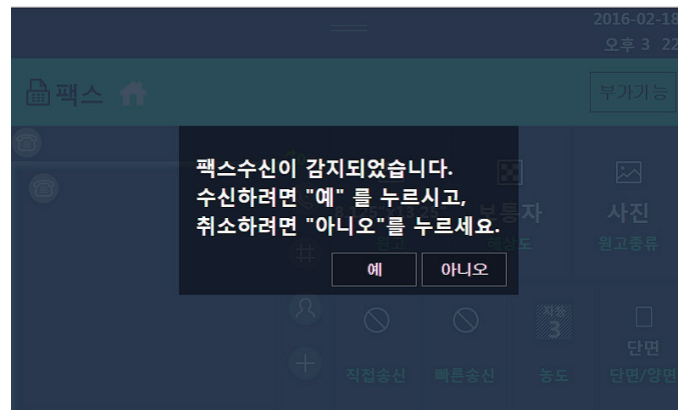 2016-02-18
오후 3 22
팩스
부가기능
팩스수신이 감지되었습니다.
수신하려면 "예" 를 누르시고,
취소하려면 "아니오"를 누르세요.
예
아니오
보통자
사진
원고
해상도
원고종류
자동
3
단면
직접송신
빠른송신
농도
단면/양면